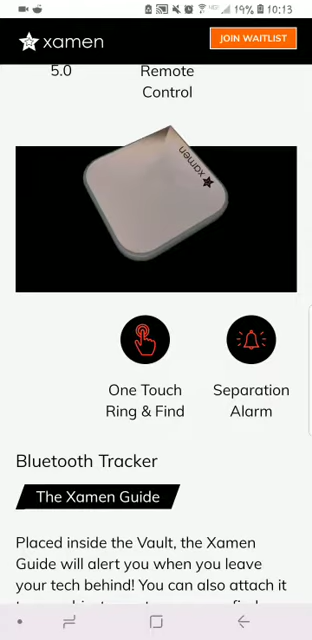 19% 10:13
xamen
JOIN WAITLIST
5.0
Remote
Control
xamen
One Touch
Ring & Find
Separation
Alarm
Bluetooth Tracker
The Xamen Guide
Placed inside the Vault, the Xamen
Guide will alert you when you leave
your tech behind! You can also attach it